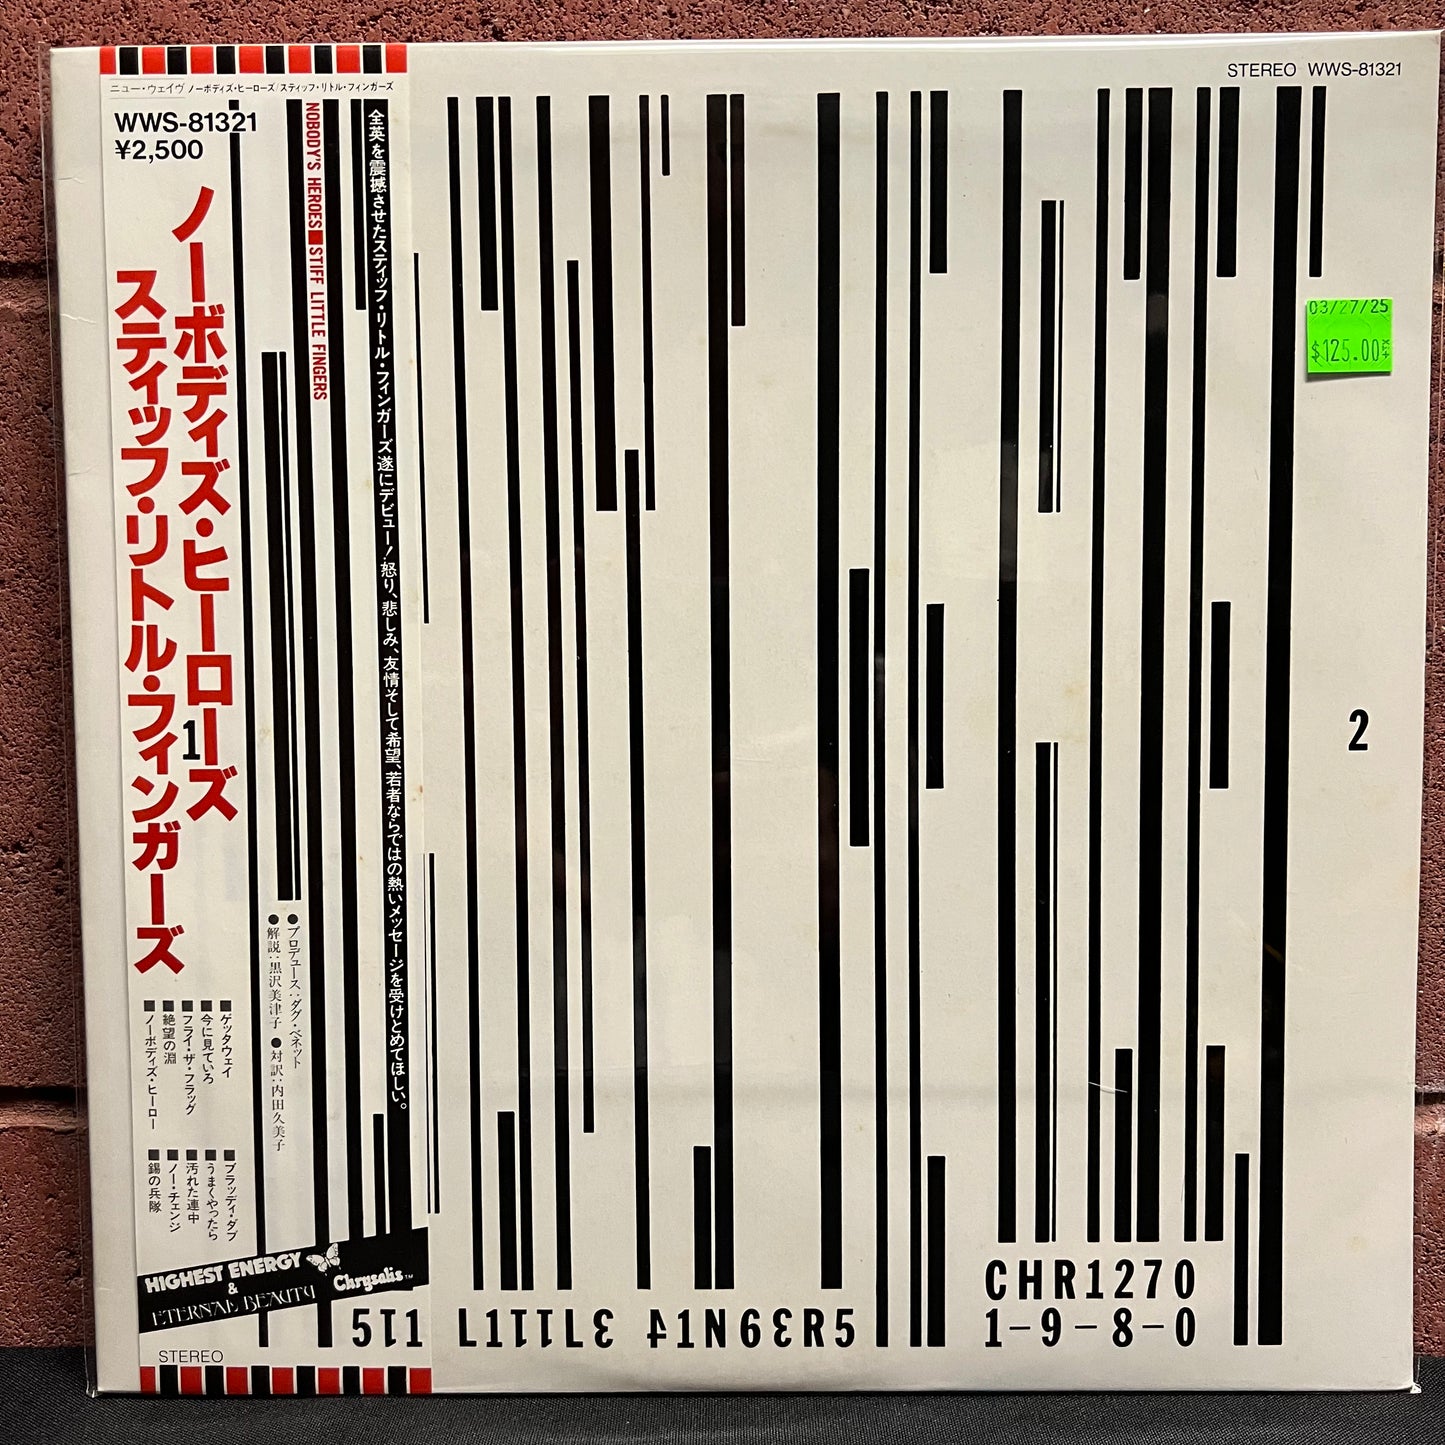 STEREO WWS-81321
ニュー・ウェイヴ ノーボディズ・ヒーローズ/スティッフ・リトル・フィンガーズ
WWS-81321
¥2,500
全英を震撼させたスティッフ・リトル・フィンガーズ遂にデビュー！怒り、悲しみ、友情そして希望、若者ならではの熱いメッセージを受けとめてほしい。
NOBODY'S HEROES■STIFF LITTLE FINGERS
ノーボディズ・ヒーローズ
スティッフ・リトル・フィンガーズ
1
●プロデュース:ダグ・ベネット
●解説:黒沢美津子 ●対訳:内田久美子
■ゲッタウェイ
■今に見ていろ
■フライ・ザ・フラッグ
■絶望の淵
■ノーボディズ・ヒーロー
■ブラッディ・ダブ
■うまくやったら
■汚れた連中
■ノー・チェンジ
■錫の兵隊
HIGHEST ENERGY
&
ETERNAL BEAUTY
Chrysalis™
STEREO
03/27/25
$125.00
2
CHR1270
1-9-8-0